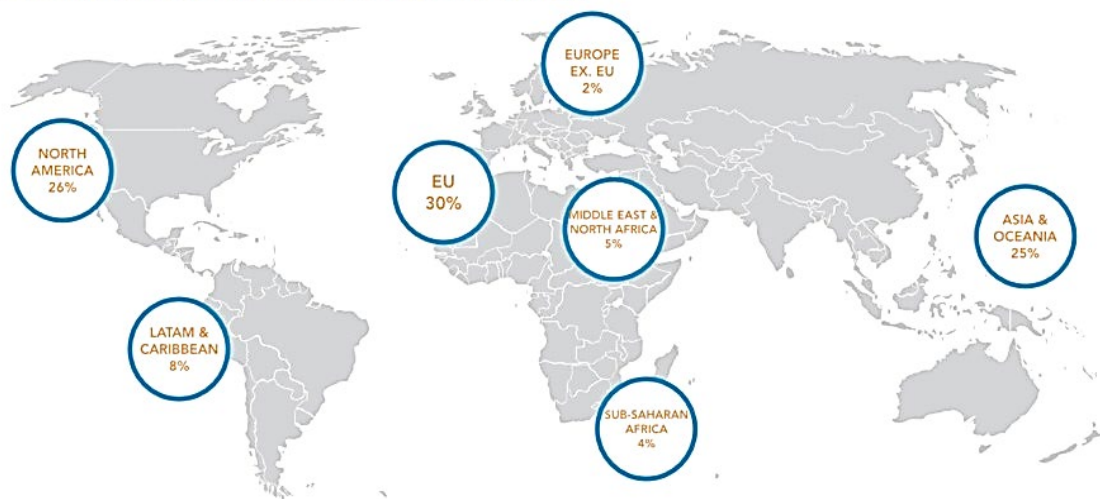 EUROPE
EX. EU
2%
NORTH
AMERICA
26%
EU
30%
MIDDLE EAST &
NORTH AFRICA
5%
ASIA &
OCEANIA
25%
LATAM &
CARIBBEAN
8%
SUB-SAHARAN
AFRICA
4%